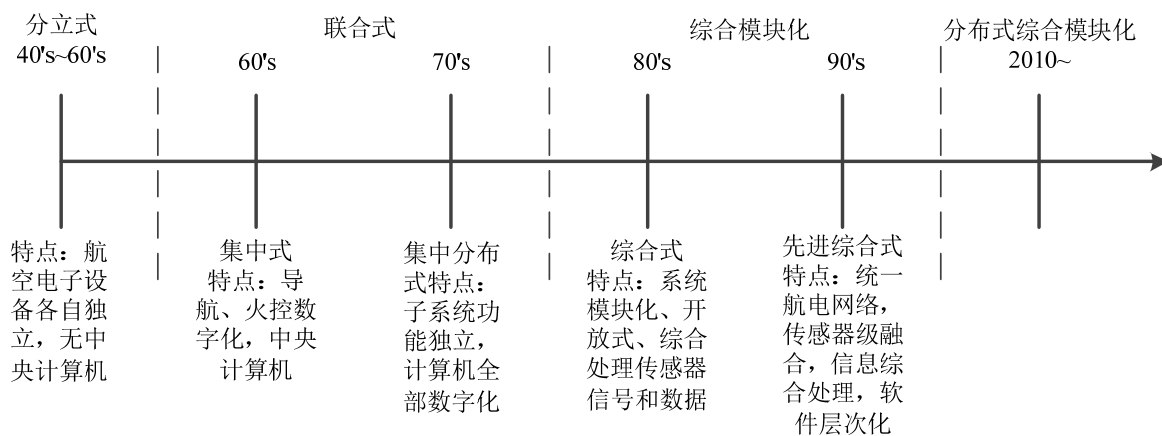 分立式
40's~60's
联合式
60's
70's
综合模块化
80's
90's
分布式综合模块化
2010~
特点：航
空电子设
备各自独
立，无中
央计算机
集中式
特点：导
航、火控数
字化，中央
计算机
集中分布
式特点：
子系统功
能独立，
计算机全
部数字化
综合式
特点：系统
模块化、开
放式、综合
处理传感器
信号和数据
先进综合式
特点：统一
航电网络，
传感器级融
合，信息综
合处理，软
件层次化